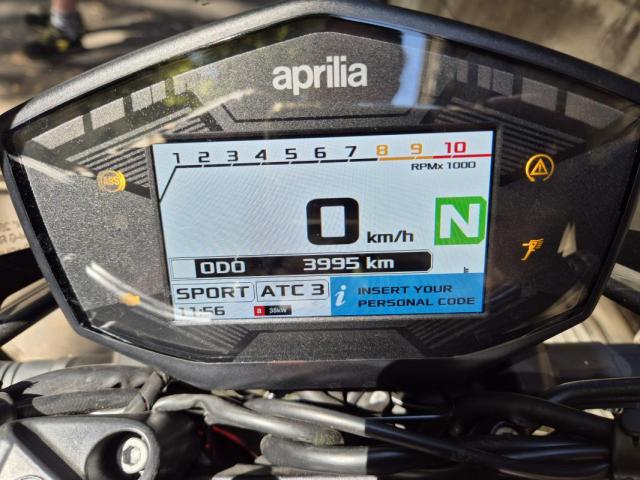 aprilia
1 2 3 4 5 6 7 8 9 10
RPMx 1000
ABS
0 km/h N
ODO 3995 km
SPORT ATC 3
i INSERT YOUR
PERSONAL CODE
11:56
35kW